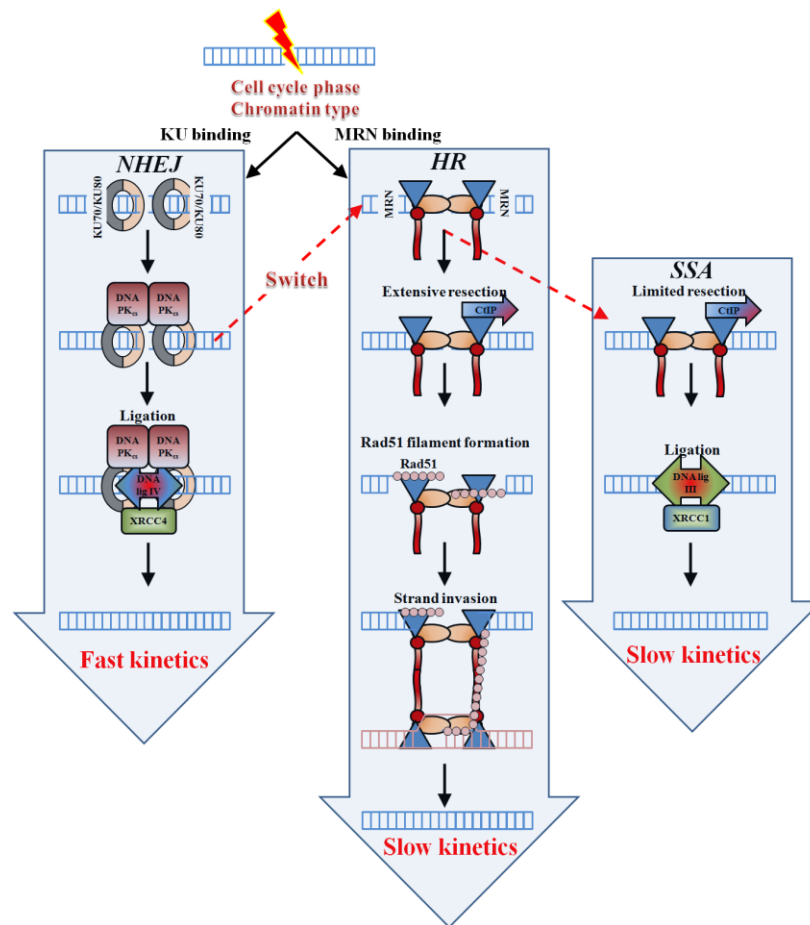 Cell cycle phase
Chromatin type
KU binding
MRN binding
NHEJ
KU70/KU80
KU70/KU80
DNA
PKcs
DNA
PKcs
Switch
Ligation
DNA
PKcs
DNA
PKcs
DNA
lig IV
XRCC4
Fast kinetics
HR
MRN
MRN
Extensive resection
CtIP
Rad51 filament formation
Rad51
Strand invasion
Slow kinetics
SSA
Limited resection
CtIP
Ligation
DNA lig
III
XRCC1
Slow kinetics